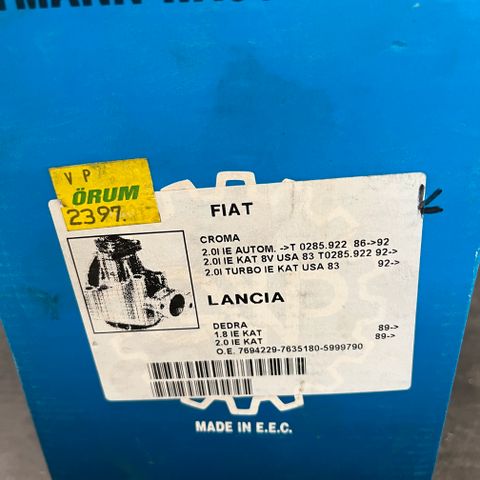 V P
ÖRUM
2397.
FIAT
CROMA
2.0I IE AUTOM. ->T 0285.922 86->92
2.0I IE KAT 8V USA 83 T0285.922 92->
2.0I TURBO IE KAT USA 83 92->
LANCIA
DEDRA
1.8 IE KAT 89->
2.0 IE KAT 89->
O.E. 7694229-7635180-5999790
MADE IN E.E.C.